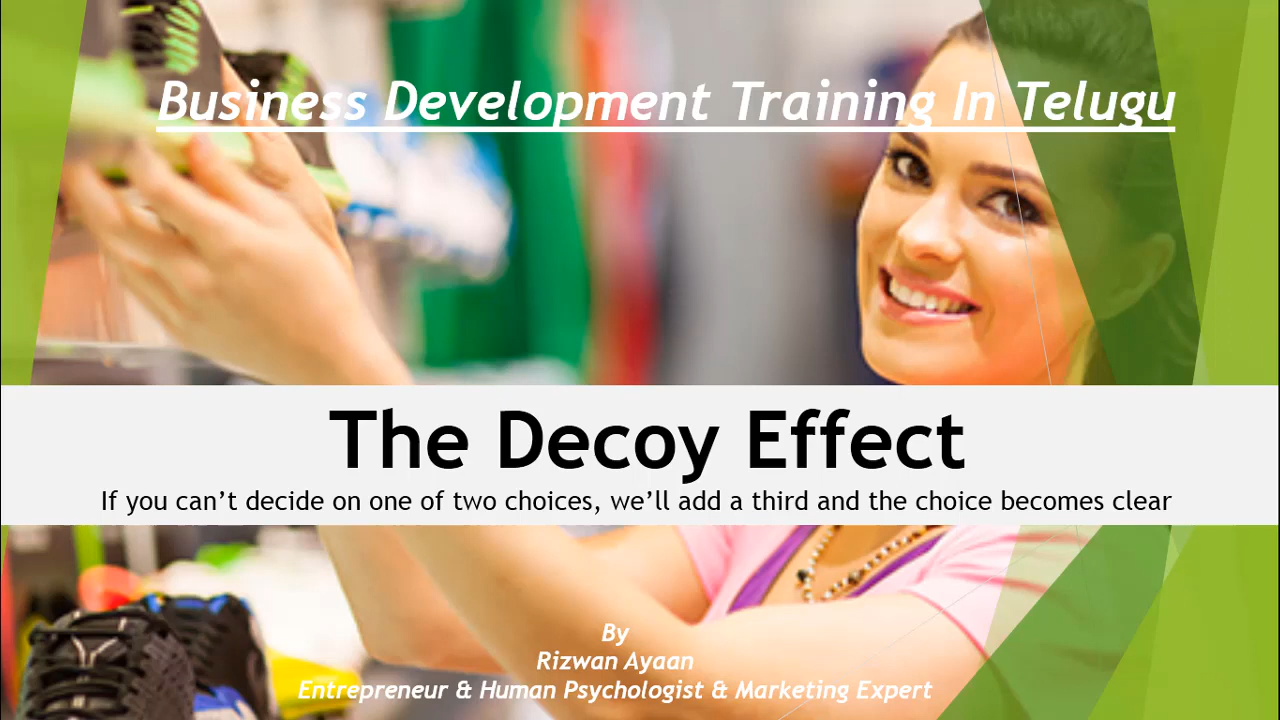 Business Development Training In Telugu
The Decoy Effect
If you can’t decide on one of two choices, we’ll add a third and the choice becomes clear
By
Rizwan Ayaan
Entrepreneur & Human Psychologist & Marketing Expert